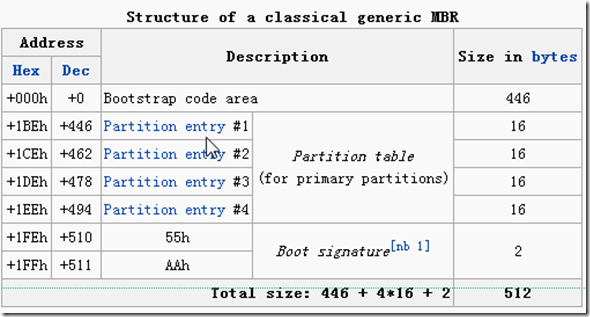 Structure of a classical generic MBR
Address Description Size in bytes
Hex Dec
+000h +0 Bootstrap code area 446
+1BEh +446 Partition entry #1 Partition table (for primary partitions) 16
+1CEh +462 Partition entry #2 16
+1DEh +478 Partition entry #3 16
+1EEh +494 Partition entry #4 16
+1FEh +510 55h Boot signature[nb 1] 2
+1FFh +511 AAh
Total size: 446 + 4*16 + 2 512